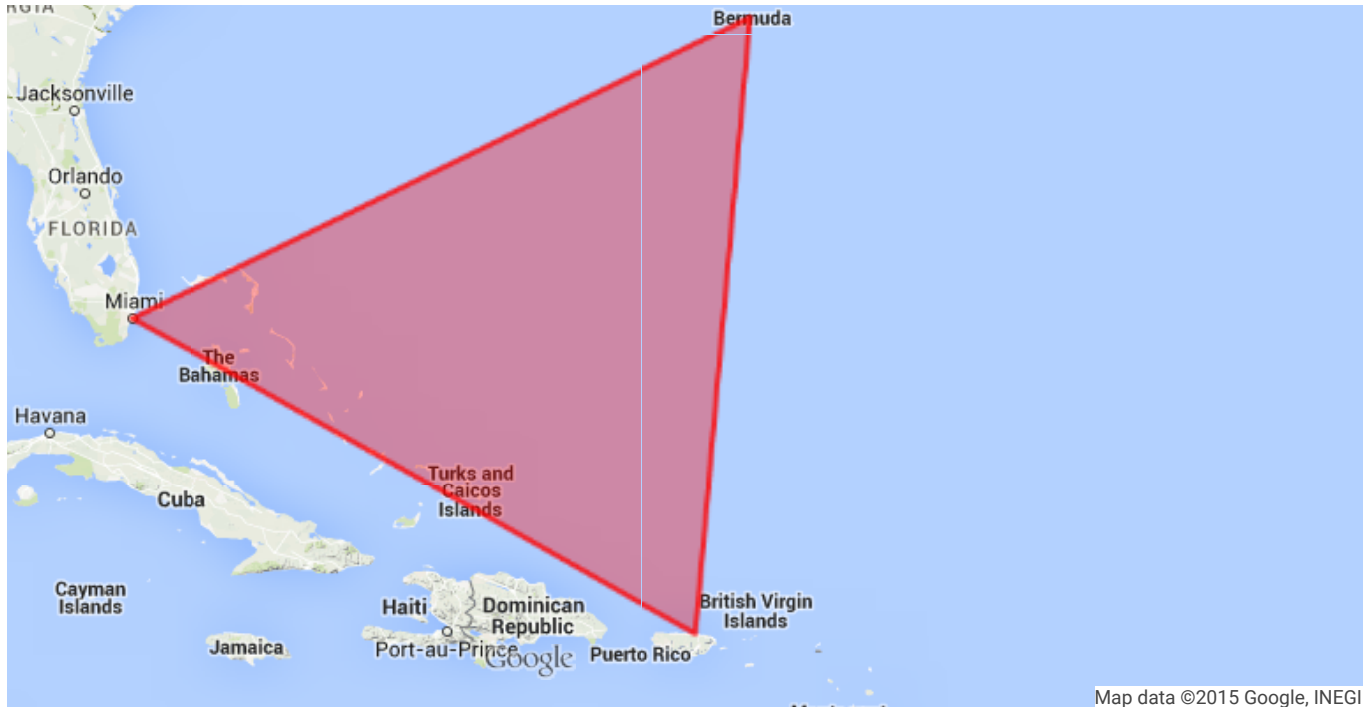 RGIA
Bermuda
Jacksonville
Orlando
FLORIDA
Miami
The
Bahamas
Havana
Turks and
Caicos
Islands
Cuba
Cayman
Islands
Haiti
Dominican
Republic
British Virgin
Islands
Jamaica
Port-au-Prince
Google
Puerto Rico
Map data ©2015 Google, INEGI